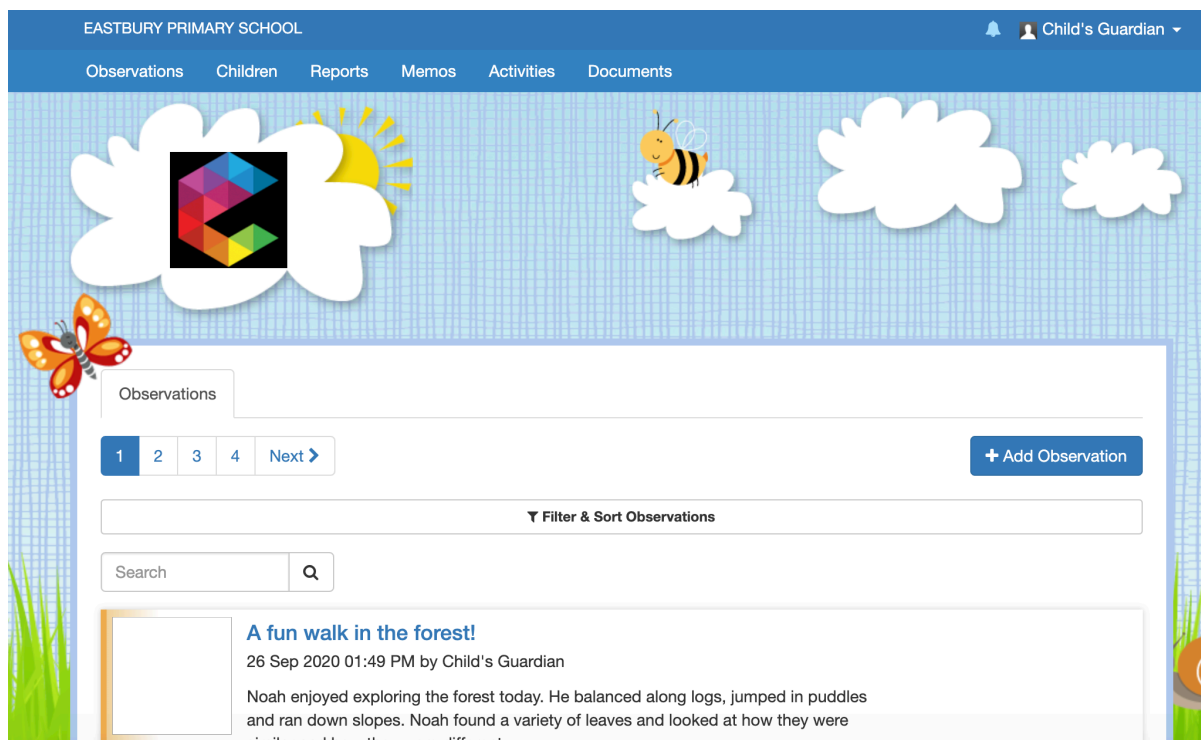 EASTBURY PRIMARY SCHOOL
Child's Guardian
Observations Children Reports Memos Activities Documents
Observations
1 2 3 4 Next
Add Observation
Filter & Sort Observations
Search
A fun walk in the forest!
26 Sep 2020 01:49 PM by Child's Guardian
Noah enjoyed exploring the forest today. He balanced along logs, jumped in puddles
and ran down slopes. Noah found a variety of leaves and looked at how they were